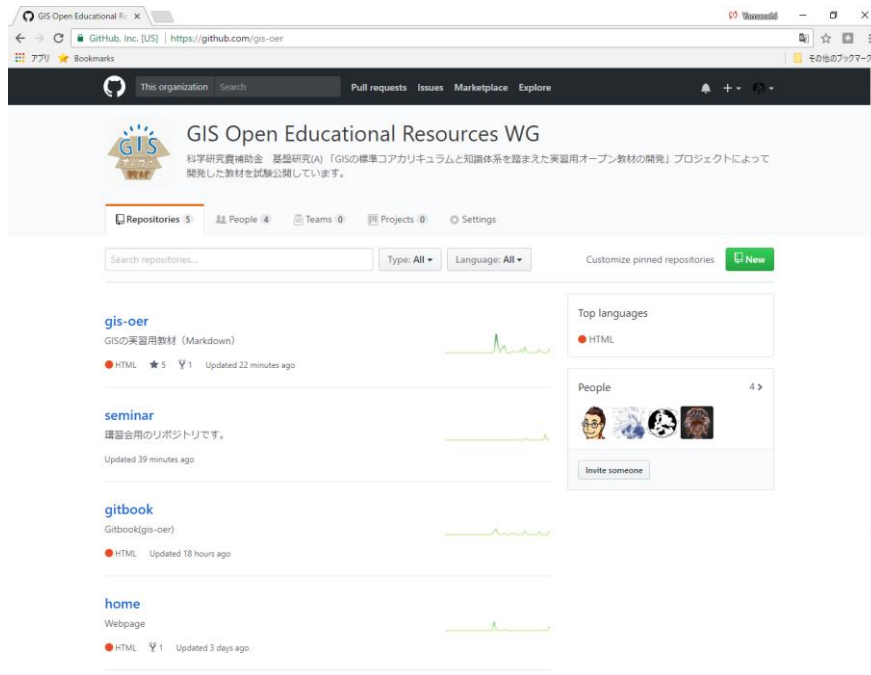 GIS Open Educational Re
GitHub, Inc. [US] | https://github.com/gis-oer
アプリ Bookmarks その他のブックマーク
This organization Search Pull requests Issues Marketplace Explore
GIS
教材
GIS Open Educational Resources WG
科学研究費補助金 基盤研究(A)「GISの標準コアカリキュラムと知識体系を踏まえた実習用オープン教材の開発」プロジェクトによって
開発した教材を試験公開しています。
Repositories 5 People 4 Teams 0 Projects 0 Settings
Search repositories... Type: All Language: All Customize pinned repositories New
gis-oer
GISの実習用教材（Markdown）
HTML 5 1 Updated 22 minutes ago
seminar
講習会用のリポジトリです。
Updated 39 minutes ago
gitbook
Gitbook(gis-oer)
HTML Updated 18 hours ago
home
Webpage
HTML 1 Updated 3 days ago
Top languages
HTML
People 4
Invite someone